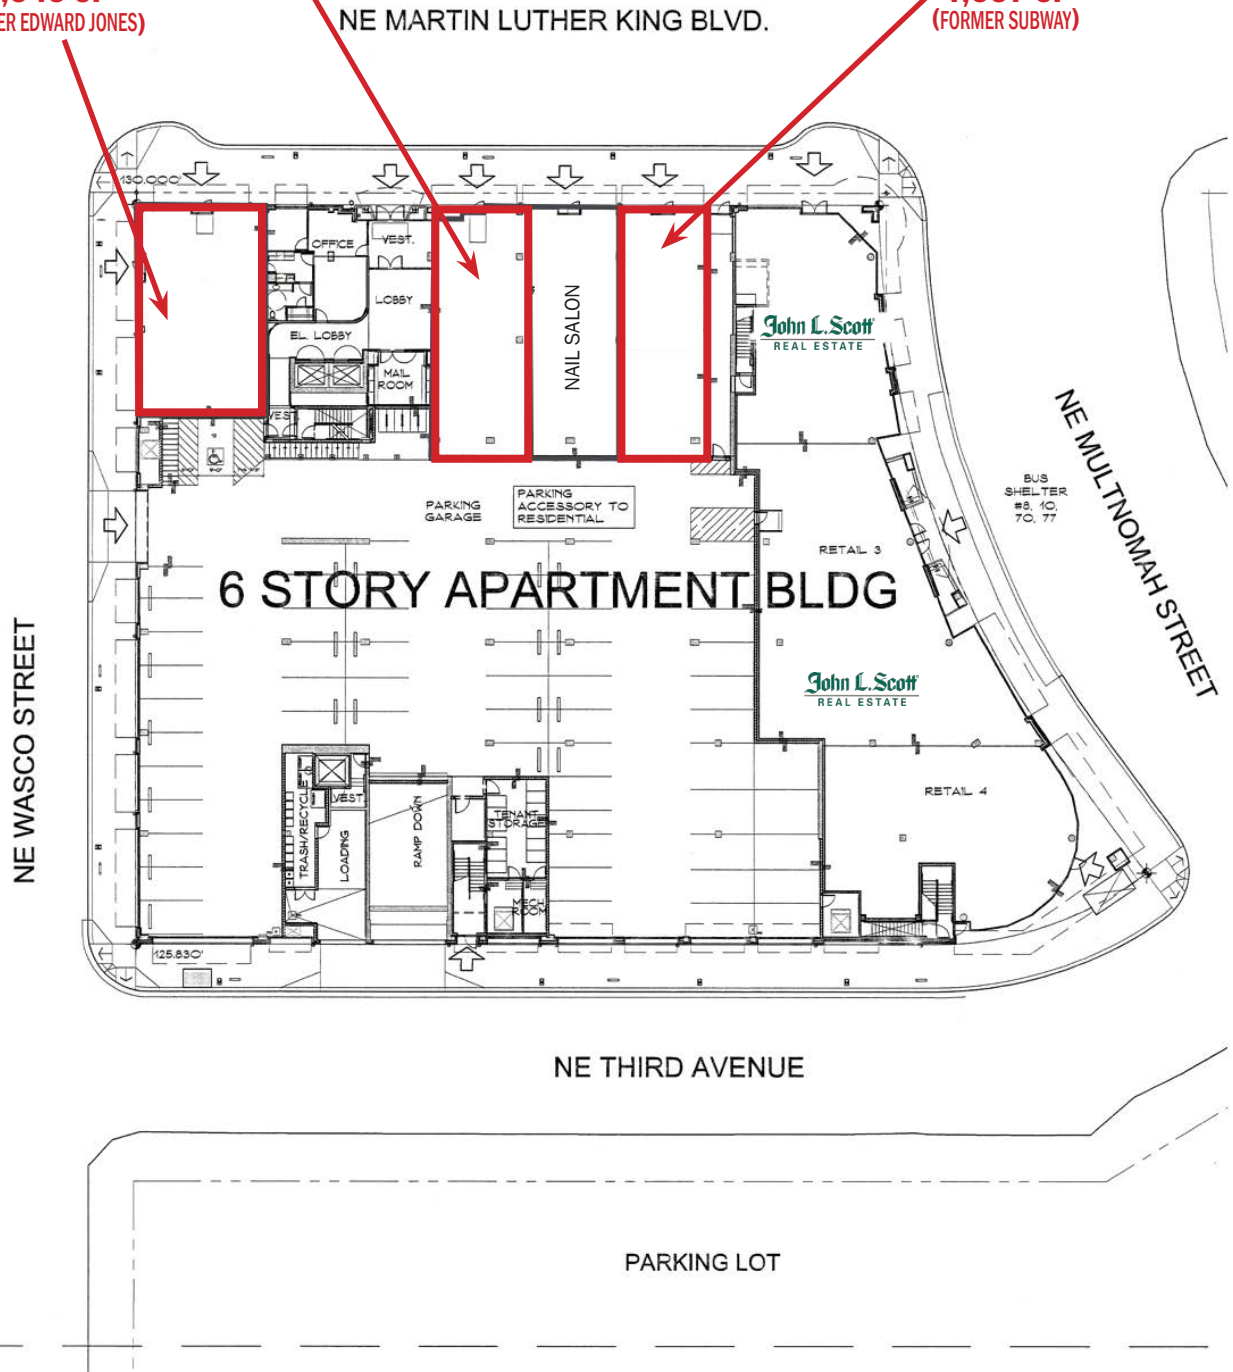 (FORMER SUBWAY)
EDWARD JONES)
NE MARTIN LUTHER KING BLVD.
130.000'
OFFICE
VEST.
LOBBY
EL. LOBBY
MAIL
ROOM
VEST.
NAIL SALON
John L. Scott
REAL ESTATE
NE MULTNOMAH STREET
BUS
SHELTER
#8, 10,
70, 77
PARKING
GARAGE
PARKING
ACCESSORY TO
RESIDENTIAL
RETAIL 3
6 STORY APARTMENT BLDG
NE WASCO STREET
John L. Scott
REAL ESTATE
RETAIL 4
TRASH/RECYCLE
VEST.
LOADING
RAMP DOWN
TENANT
STORAGE
MECH
ROOM
125.830'
NE THIRD AVENUE
PARKING LOT